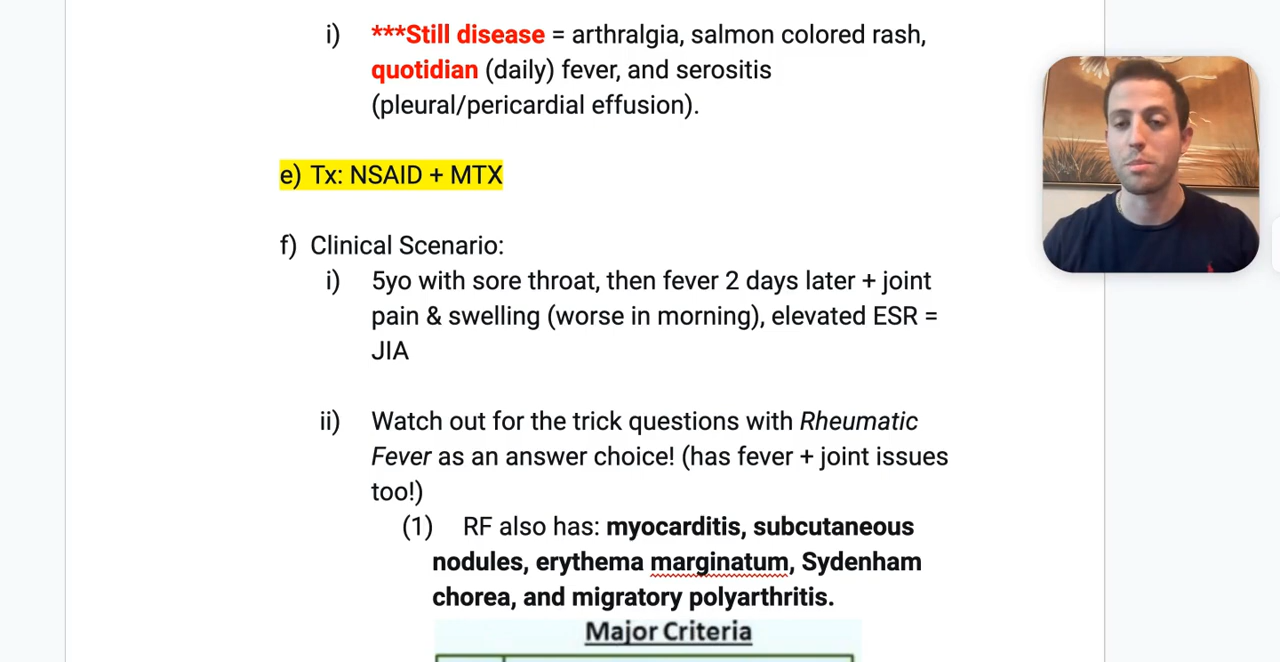 i) ***Still disease = arthralgia, salmon colored rash,
quotidian (daily) fever, and serositis
(pleural/pericardial effusion).
e) Tx: NSAID + MTX
f) Clinical Scenario:
i) 5yo with sore throat, then fever 2 days later + joint
pain & swelling (worse in morning), elevated ESR =
JIA
ii) Watch out for the trick questions with Rheumatic
Fever as an answer choice! (has fever + joint issues
too!)
(1) RF also has: myocarditis, subcutaneous
nodules, erythema marginatum, Sydenham
chorea, and migratory polyarthritis.
Major Criteria